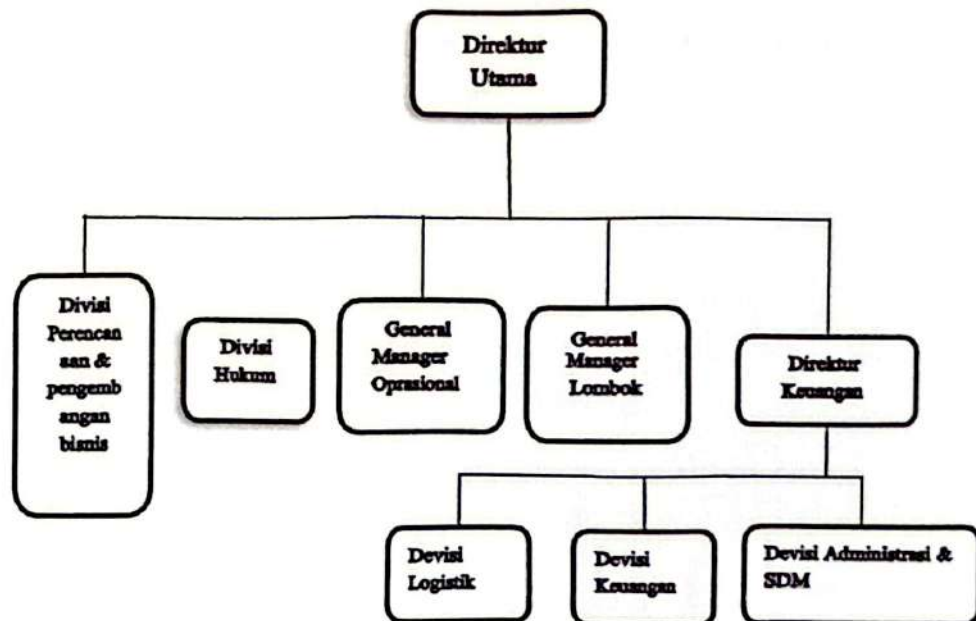 Direktur
Utama
Divisi
Perencan
aan &
pengemb
angan
bisnis
Divisi
Hukum
General
Manager
Oprasional
General
Manager
Lombok
Direktur
Keuangan
Devisi
Logistik
Devisi
Keuangan
Devisi Administrasi &
SDM